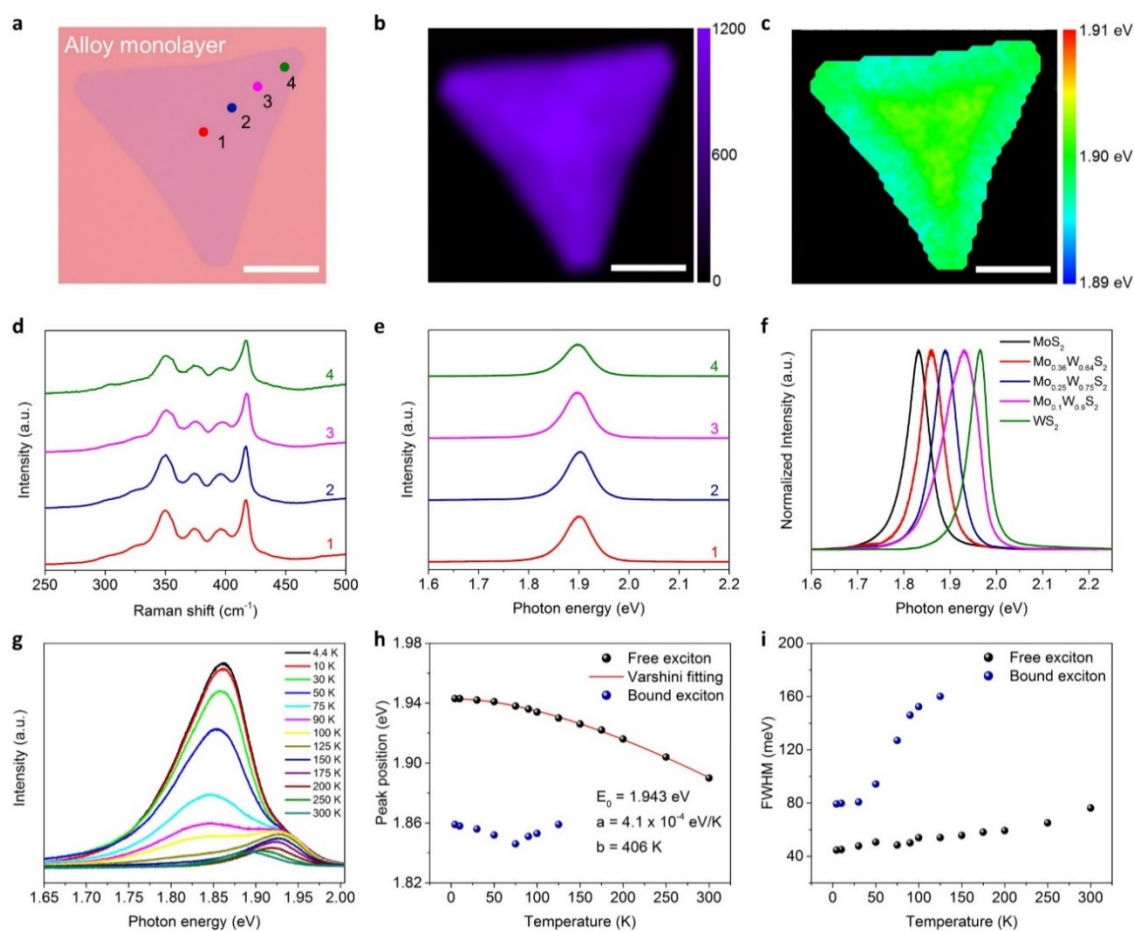 a
Alloy monolayer
1
2
3
4
b
1200
600
0
c
1.91 eV
1.90 eV
1.89 eV
d
Intensity (a.u.)
4
3
2
1
250 300 350 400 450 500
Raman shift (cm⁻¹)
e
Intensity (a.u.)
4
3
2
1
1.6 1.7 1.8 1.9 2.0 2.1 2.2
Photon energy (eV)
f
Normalized Intensity (a.u.)
MoS₂
Mo₀.₃₆W₀.₆₄S₂
Mo₀.₂₅W₀.₇₅S₂
Mo₀.₁W₀.₉S₂
WS₂
1.6 1.7 1.8 1.9 2.0 2.1 2.2
Photon energy (eV)
g
Intensity (a.u.)
4.4 K
10 K
30 K
50 K
75 K
90 K
100 K
125 K
150 K
175 K
200 K
250 K
300 K
1.65 1.70 1.75 1.80 1.85 1.90 1.95 2.00
Photon energy (eV)
h
Peak position (eV)
1.98
1.94
1.90
1.86
1.82
Free exciton
Varshini fitting
Bound exciton
E₀ = 1.943 eV
a = 4.1 x 10⁻⁴ eV/K
b = 406 K
0 50 100 150 200 250 300
Temperature (K)
i
FWHM (meV)
200
160
120
80
40
Free exciton
Bound exciton
0 50 100 150 200 250 300
Temperature (K)